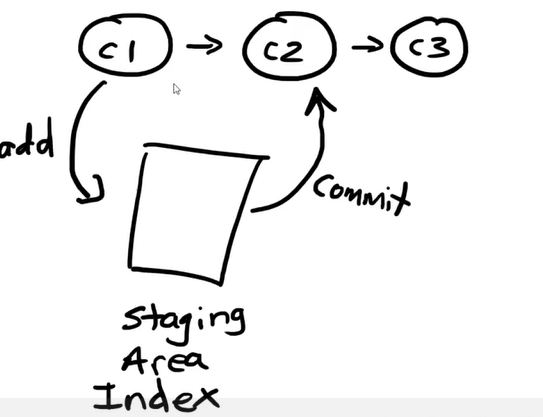 C1 → C2 → C3
add
Commit
Staging
Area
Index